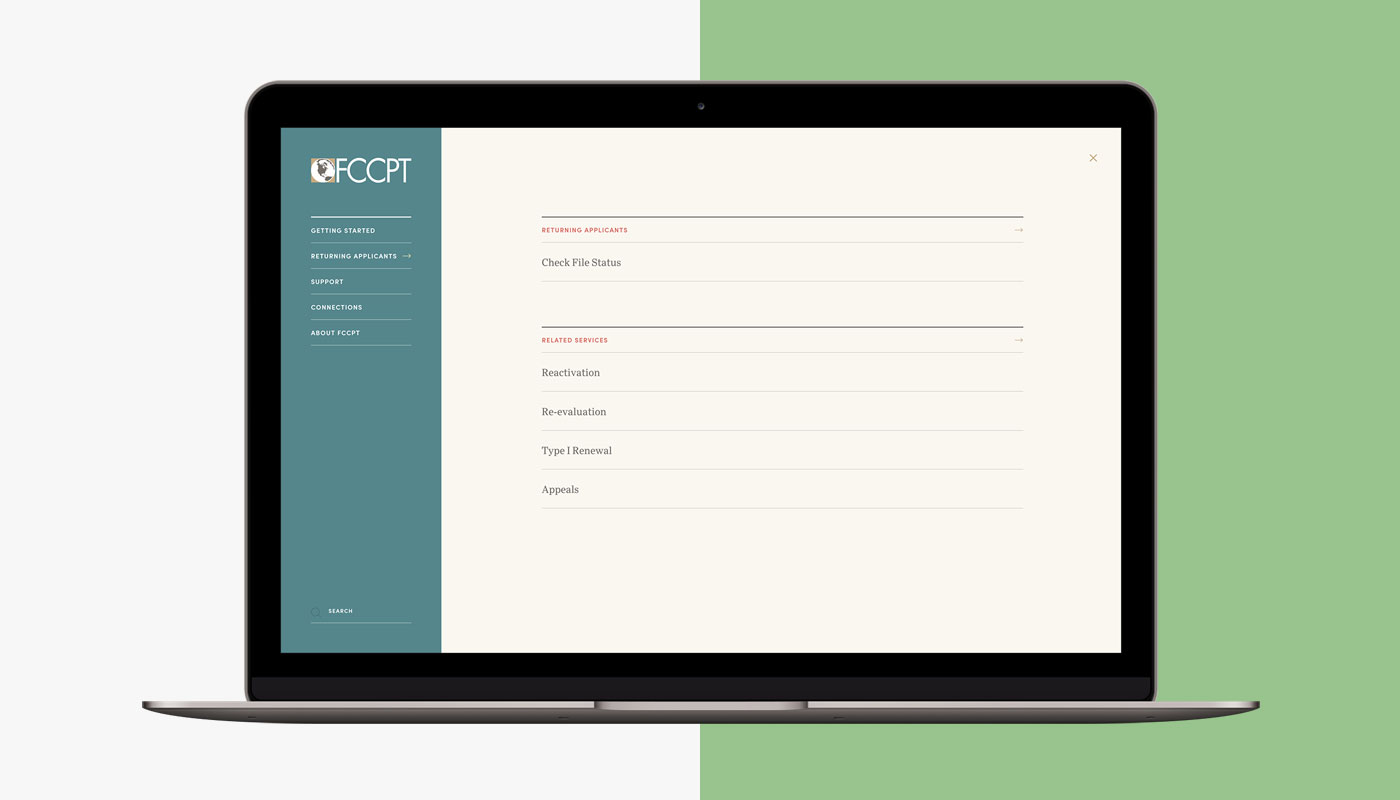 FCCPT
GETTING STARTED
RETURNING APPLICANTS →
SUPPORT
CONNECTIONS
ABOUT FCCPT
SEARCH
RETURNING APPLICANTS →
Check File Status
RELATED SERVICES →
Reactivation
Re-evaluation
Type I Renewal
Appeals